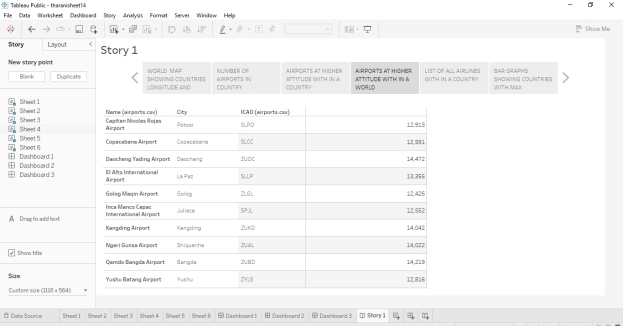 Tableau Public - tharanisheet14
File Data Worksheet Dashboard Story Analysis Format Server Window Help
Show Me
Story Layout
Story 1
New story point
Blank Duplicate
WORLD MAP SHOWING COUNTRIES LONGITUDE AND
NUMBER OF AIRPORTS IN COUNTRY
AIRPORTS AT HIGHER ATTITUDE WITH IN A COUNTRY
AIRPORTS AT HIGHER ATTITUDE WITH IN A WORLD
LIST OF ALL AIRLINES WITH IN A COUNTRY
BAR GRAPHS SHOWING COUNTRIES WITH MAX
Sheet 1
Sheet 2
Sheet 3
Sheet 4
Sheet 5
Sheet 6
Dashboard 1
Dashboard 2
Dashboard 3
Name (airports.csv) City ICAO (airports.csv)
Capitan Nicolas Rojas Airport Potosi SLPO 12,913
Copacabana Airport Copacabana SLCC 12,591
Daocheng Yading Airport Daocheng ZUDC 14,472
El Alto International Airport La Paz SLLP 13,355
Golog Maqin Airport Golog ZLGL 12,426
Inca Manco Capac International Airport Juliaca SPJL 12,552
Kangding Airport Kangding ZUKD 14,042
Ngari Gunsa Airport Shiquanhe ZUAL 14,022
Qamdo Bangda Airport Bangda ZUBD 14,219
Yushu Batang Airport Yushu ZYLS 12,816
A Drag to add text
Show title
Size
Custom size (1116 x 564)
Data Source Sheet 1 Sheet 2 Sheet 3 Sheet 4 Sheet 5 Sheet 6 Dashboard 1 Dashboard 2 Dashboard 3 Story 1